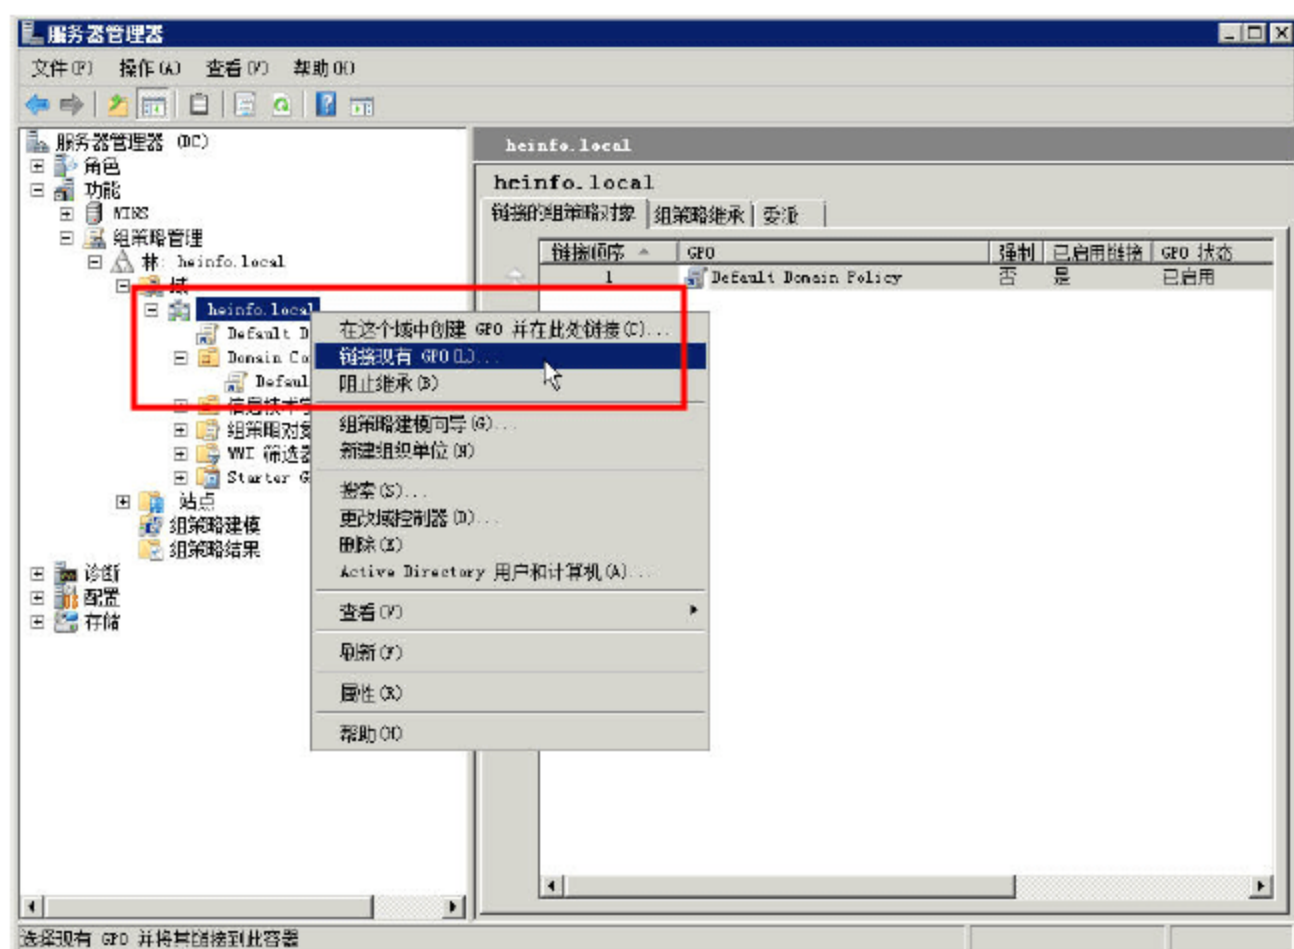 服务器管理器
文件(F) 操作(A) 查看(V) 帮助(H)
服务器管理器 (DC)
角色
功能
WINS
组策略管理
林: heinfo.local
域
heinfo.local
Default D
Domain Co
Defaul
信息技术学
组策略对象
WMI 筛选器
Starter G
站点
组策略建模
组策略结果
诊断
配置
存储
heinfo.local
heinfo.local
链接的组策略对象 组策略继承 委派
链接顺序 GPO 强制 已启用链接 GPO 状态
1 Default Domain Policy 否 是 已启用
在这个域中创建 GPO 并在此处链接(C)...
链接现有 GPO(L)...
阻止继承(B)
组策略建模向导(G)...
新建组织单位(N)
搜索(S)...
更改域控制器(D)...
删除(E)
Active Directory 用户和计算机(A)...
查看(V)
刷新(F)
属性(R)
帮助(H)
选择现有 GPO 并将其链接到此容器